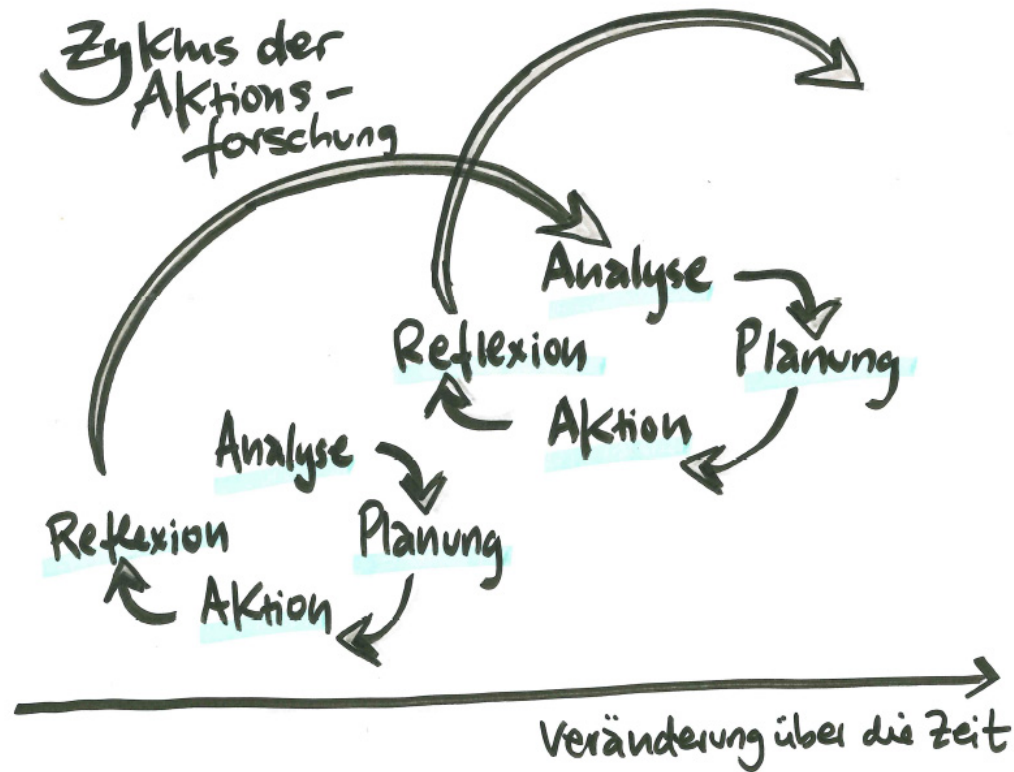 Zyklus der
Aktions-
forschung
Analyse
Planung
Reflexion
Aktion
Analyse
Planung
Reflexion
Aktion
Veränderung über die Zeit